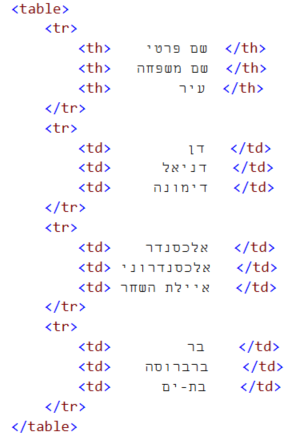 <table>
<tr>
<th> שם פרטי </th>
<th> שם משפחה </th>
<th> עיר </th>
</tr>
<tr>
<td> דן </td>
<td> דניאל </td>
<td> דימונה </td>
</tr>
<tr>
<td> אלכסנדר </td>
<td> אלכסנדרוני </td>
<td> איילת השחר </td>
</tr>
<tr>
<td> בר </td>
<td> ברברוסה </td>
<td> בת-ים </td>
</tr>
</table>